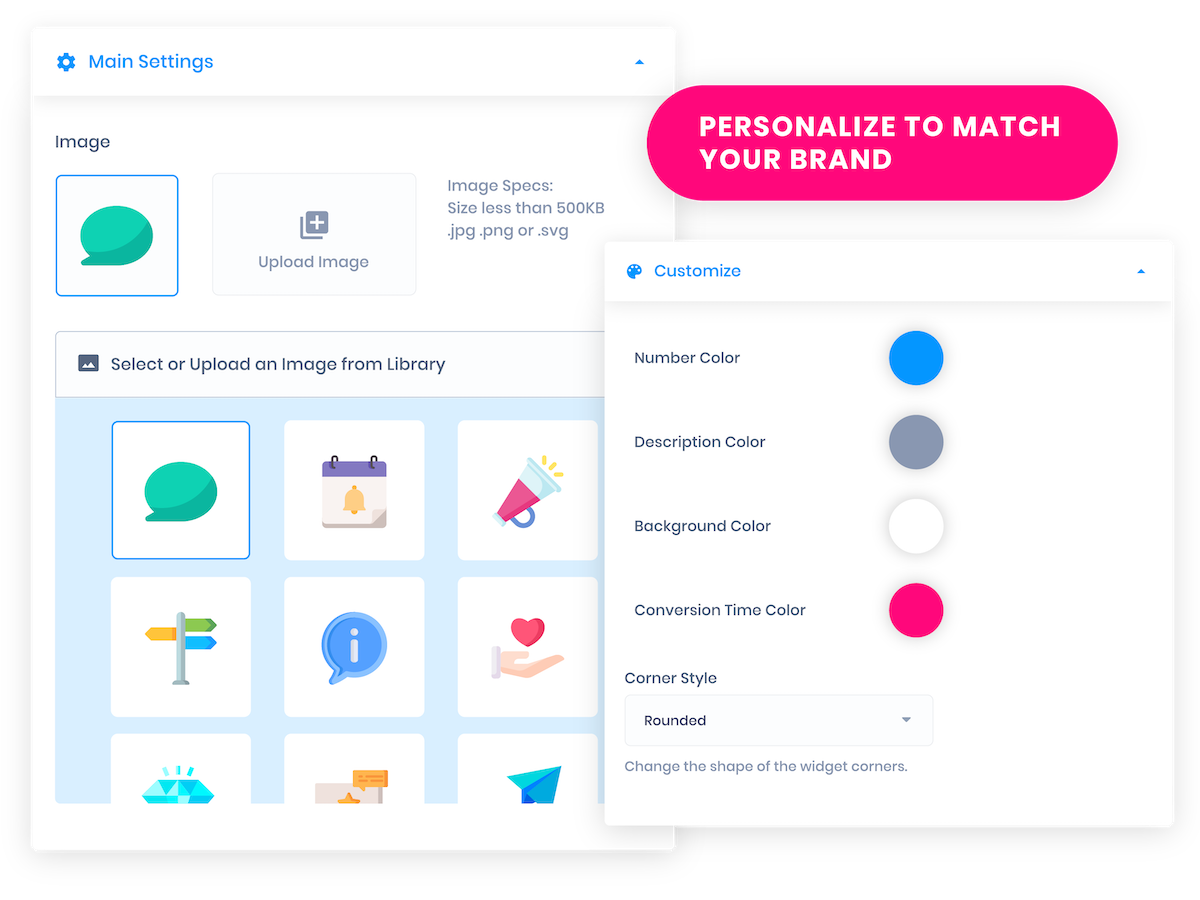 Main Settings
Image
Upload Image
Image Specs:
Size less than 500KB
.jpg .png or .svg
Select or Upload an Image from Library
PERSONALIZE TO MATCH
YOUR BRAND
Customize
Number Color
Description Color
Background Color
Conversion Time Color
Corner Style
Rounded
Change the shape of the widget corners.